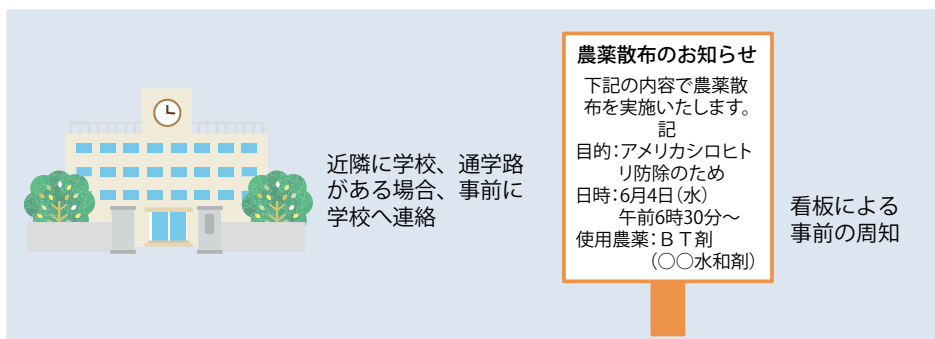 近隣に学校、通学路
がある場合、事前に
学校へ連絡
農薬散布のお知らせ
下記の内容で農薬散
布を実施いたします。
記
目的：アメリカシロヒト
リ防除のため
日時：6月4日（水）
午前6時30分～
使用農薬：ＢＴ剤
（○○水和剤）
看板による
事前の周知